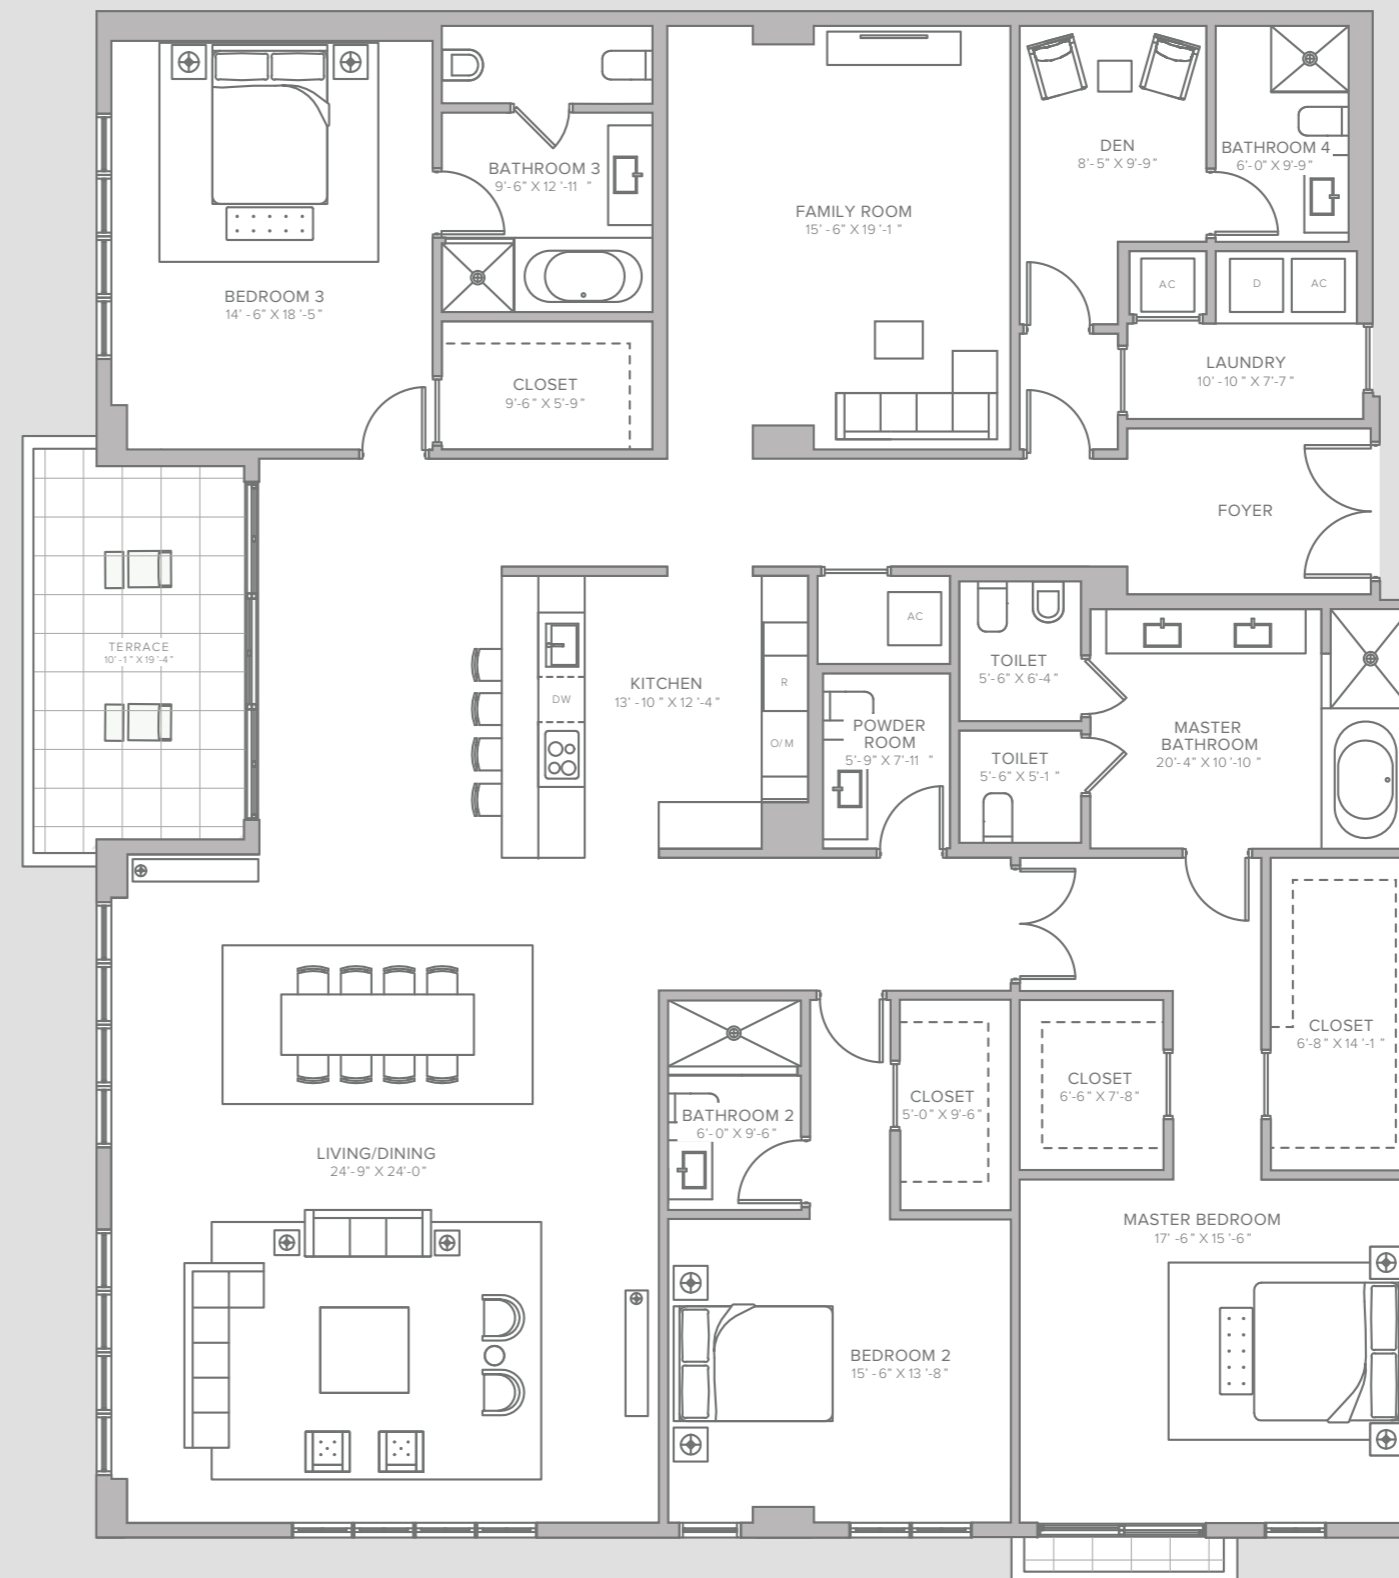 BATHROOM 3
9'-6" X 12'-11"
DEN
8'-5" X 9'-9"
BATHROOM 4
6'-0" X 9'-9"
FAMILY ROOM
15'-6" X 19'-1"
BEDROOM 3
14'-6" X 18'-5"
AC
D
AC
LAUNDRY
10'-10" X 7'-7"
CLOSET
9'-6" X 5'-9"
FOYER
TERRACE
10'-1" X 19'-4"
KITCHEN
13'-10" X 12'-4"
DW
R
O/M
AC
TOILET
5'-6" X 6'-4"
POWDER
ROOM
5'-9" X 7'-11"
TOILET
5'-6" X 5'-1"
MASTER
BATHROOM
20'-4" X 10'-10"
CLOSET
6'-8" X 14'-1"
CLOSET
6'-6" X 7'-8"
CLOSET
5'-0" X 9'-6"
BATHROOM 2
6'-0" X 9'-6"
LIVING/DINING
24'-9" X 24'-0"
MASTER BEDROOM
17'-6" X 15'-6"
BEDROOM 2
15'-6" X 13'-8"